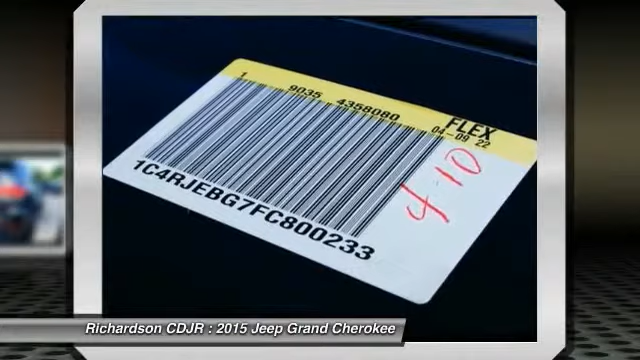 1 9035 4358080
FLEX
04-09 22
4-10
1C4RJEBG7FC800233
Richardson CDJR : 2015 Jeep Grand Cherokee